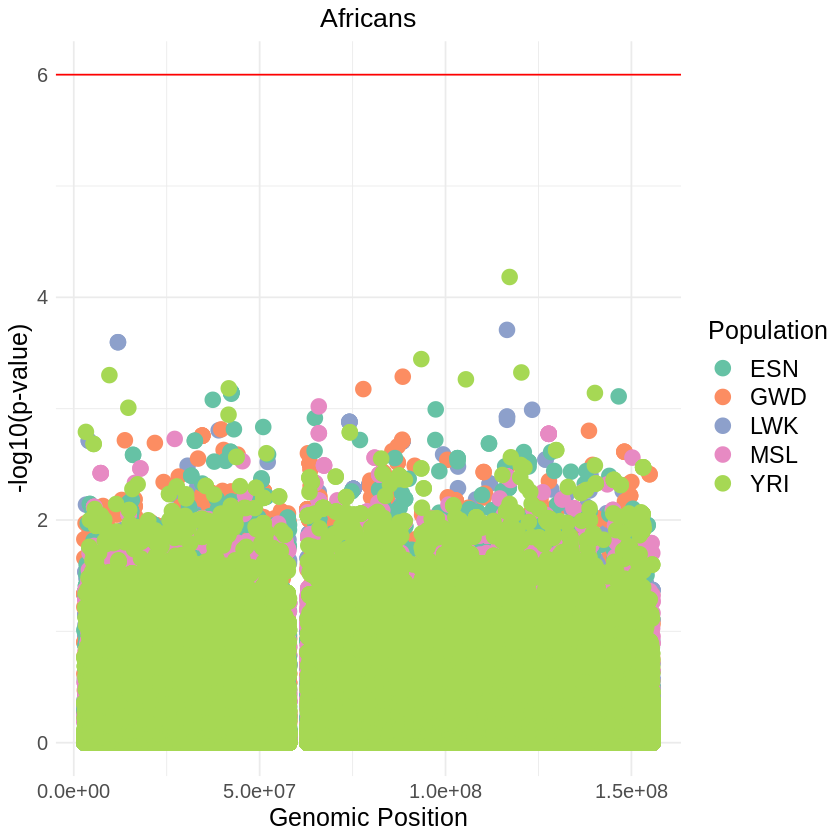 Africans
6
4
2
0
-log10(p-value)
0.0e+00 5.0e+07 1.0e+08 1.5e+08
Genomic Position
Population
ESN
GWD
LWK
MSL
YRI